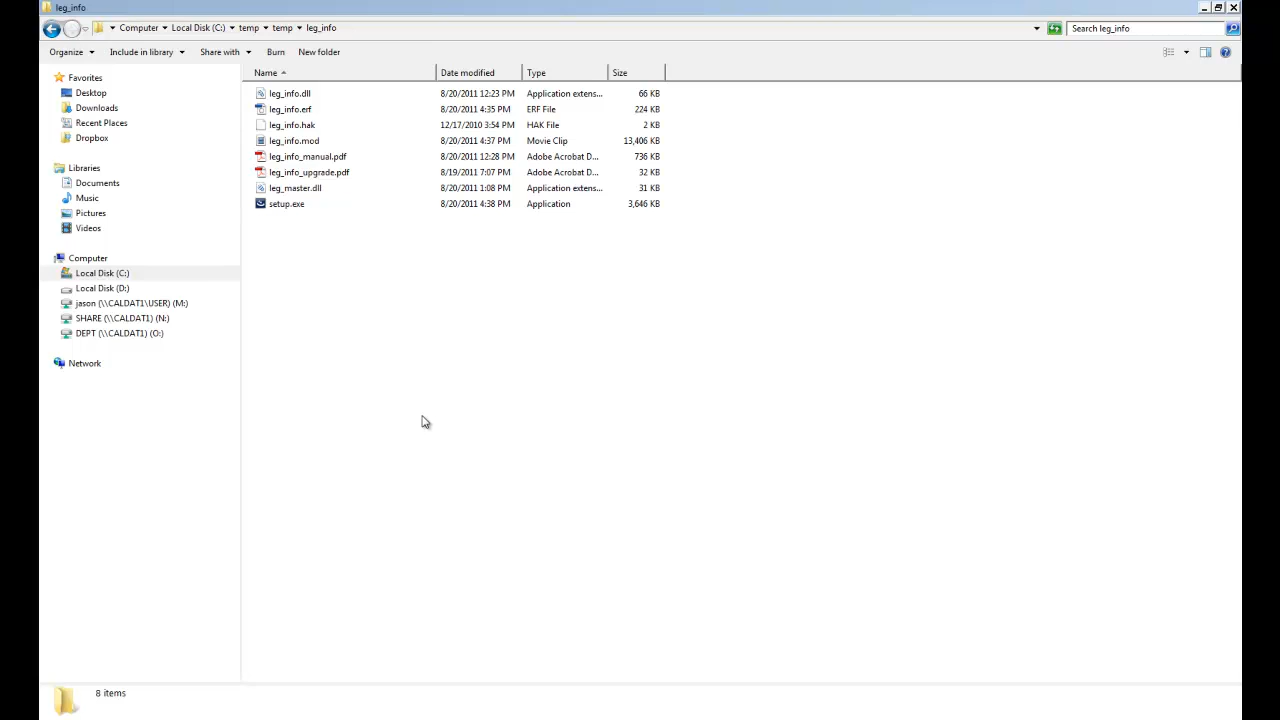 leg_info
Computer Local Disk (C:) temp temp leg_info
Search leg_info
Organize Include in library Share with Burn New folder
Name Date modified Type Size
leg_info.dll 8/20/2011 12:23 PM Application extens... 66 KB
leg_info.erf 8/20/2011 4:35 PM ERF File 224 KB
leg_info.hak 12/17/2010 3:54 PM HAK File 2 KB
leg_info.mod 8/20/2011 4:37 PM Movie Clip 13,406 KB
leg_info_manual.pdf 8/20/2011 12:28 PM Adobe Acrobat D... 736 KB
leg_info_upgrade.pdf 8/19/2011 7:07 PM Adobe Acrobat D... 32 KB
leg_master.dll 8/20/2011 1:08 PM Application extens... 31 KB
setup.exe 8/20/2011 4:38 PM Application 3,646 KB
Favorites
Desktop
Downloads
Recent Places
Dropbox
Libraries
Documents
Music
Pictures
Videos
Computer
Local Disk (C:)
Local Disk (D:)
jason (\\CALDAT1\USER) (M:)
SHARE (\\CALDAT1) (N:)
DEPT (\\CALDAT1) (O:)
Network
8 items